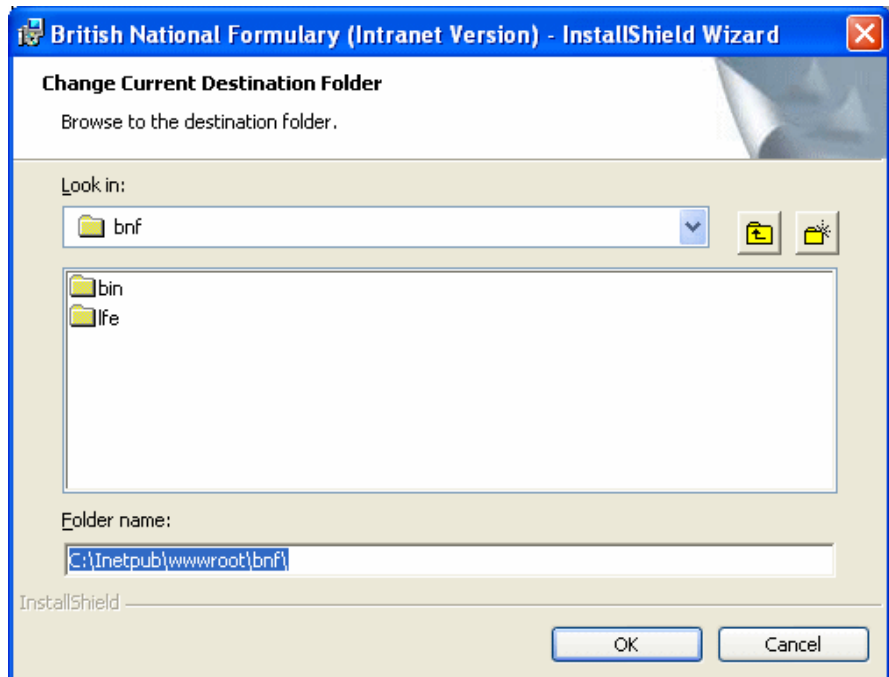 British National Formulary (Intranet Version) - InstallShield Wizard
Change Current Destination Folder
Browse to the destination folder.
Look in:
bnf
bin
lfe
Folder name:
C:\Inetpub\wwwroot\bnf\
InstallShield
OK
Cancel